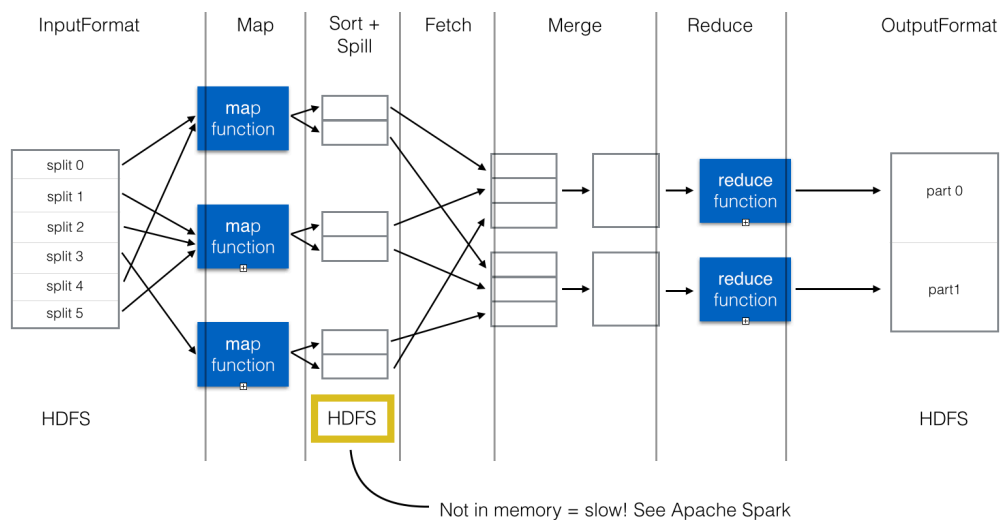 InputFormat
Map
Sort +
Spill
Fetch
Merge
Reduce
OutputFormat
map
function
split 0
split 1
split 2
split 3
split 4
split 5
map
function
map
function
reduce
function
reduce
function
part 0
part1
HDFS
HDFS
HDFS
Not in memory = slow! See Apache Spark